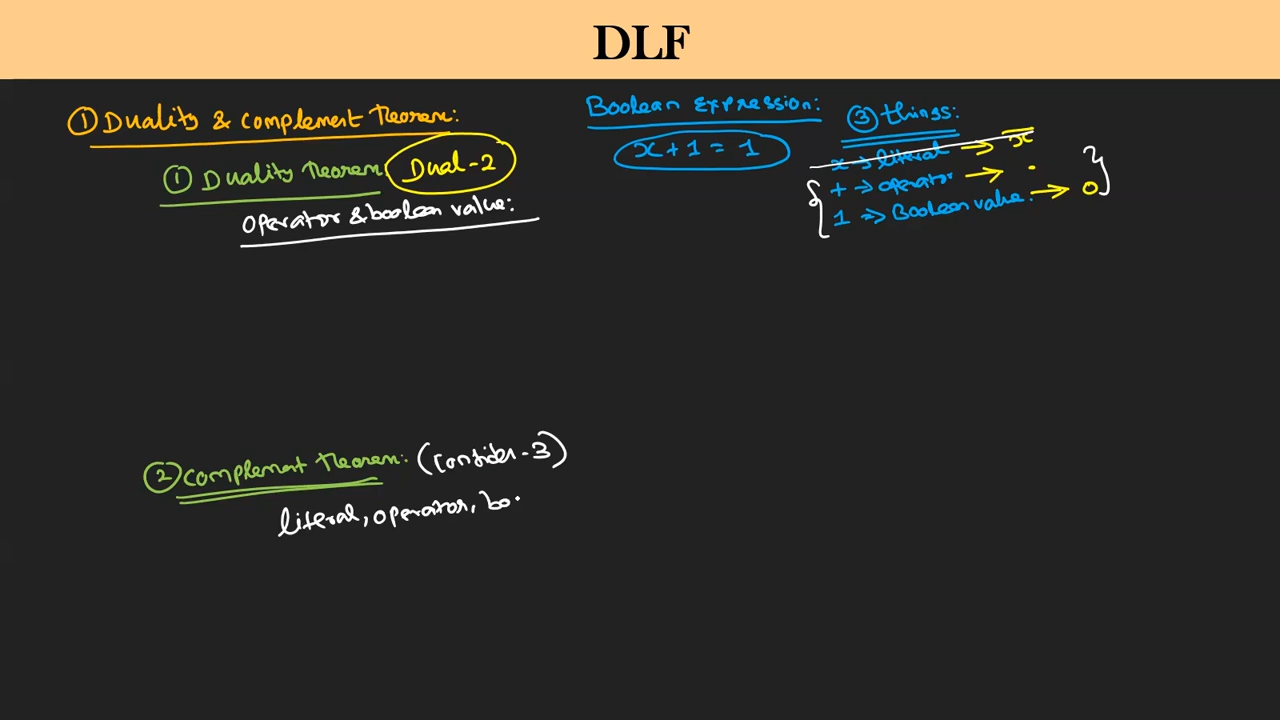 DLF
① Duality & complement Theorem:
① Duality Theorem Dual-2
operator & boolean value:
Boolean Expression:
x + 1 = 1
③ things:
x → literal → x̅
+ → operator → .
1 ⇒ Boolean value. → 0
② complement Theorem: (consider-3)
literal, operator, bo.